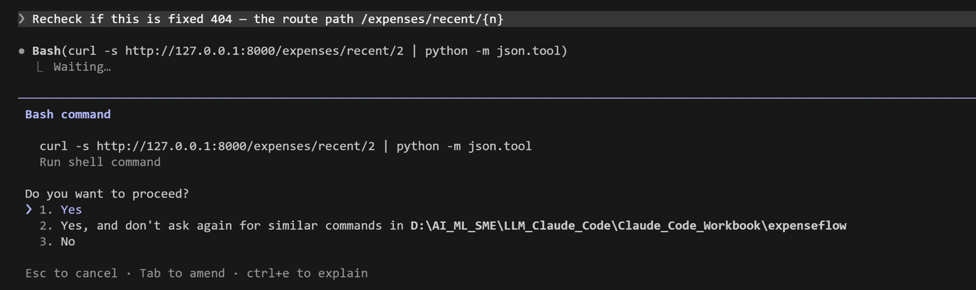 ❯ Recheck if this is fixed 404 — the route path /expenses/recent/{n}
● Bash(curl -s http://127.0.0.1:8000/expenses/recent/2 | python -m json.tool)
⎿ Waiting…
Bash command
curl -s http://127.0.0.1:8000/expenses/recent/2 | python -m json.tool
Run shell command
Do you want to proceed?
❯ 1. Yes
2. Yes, and don't ask again for similar commands in D:\AI_ML_SME\LLM_Claude_Code\Claude_Code_Workbook\expenseflow
3. No
Esc to cancel · Tab to amend · ctrl+e to explain